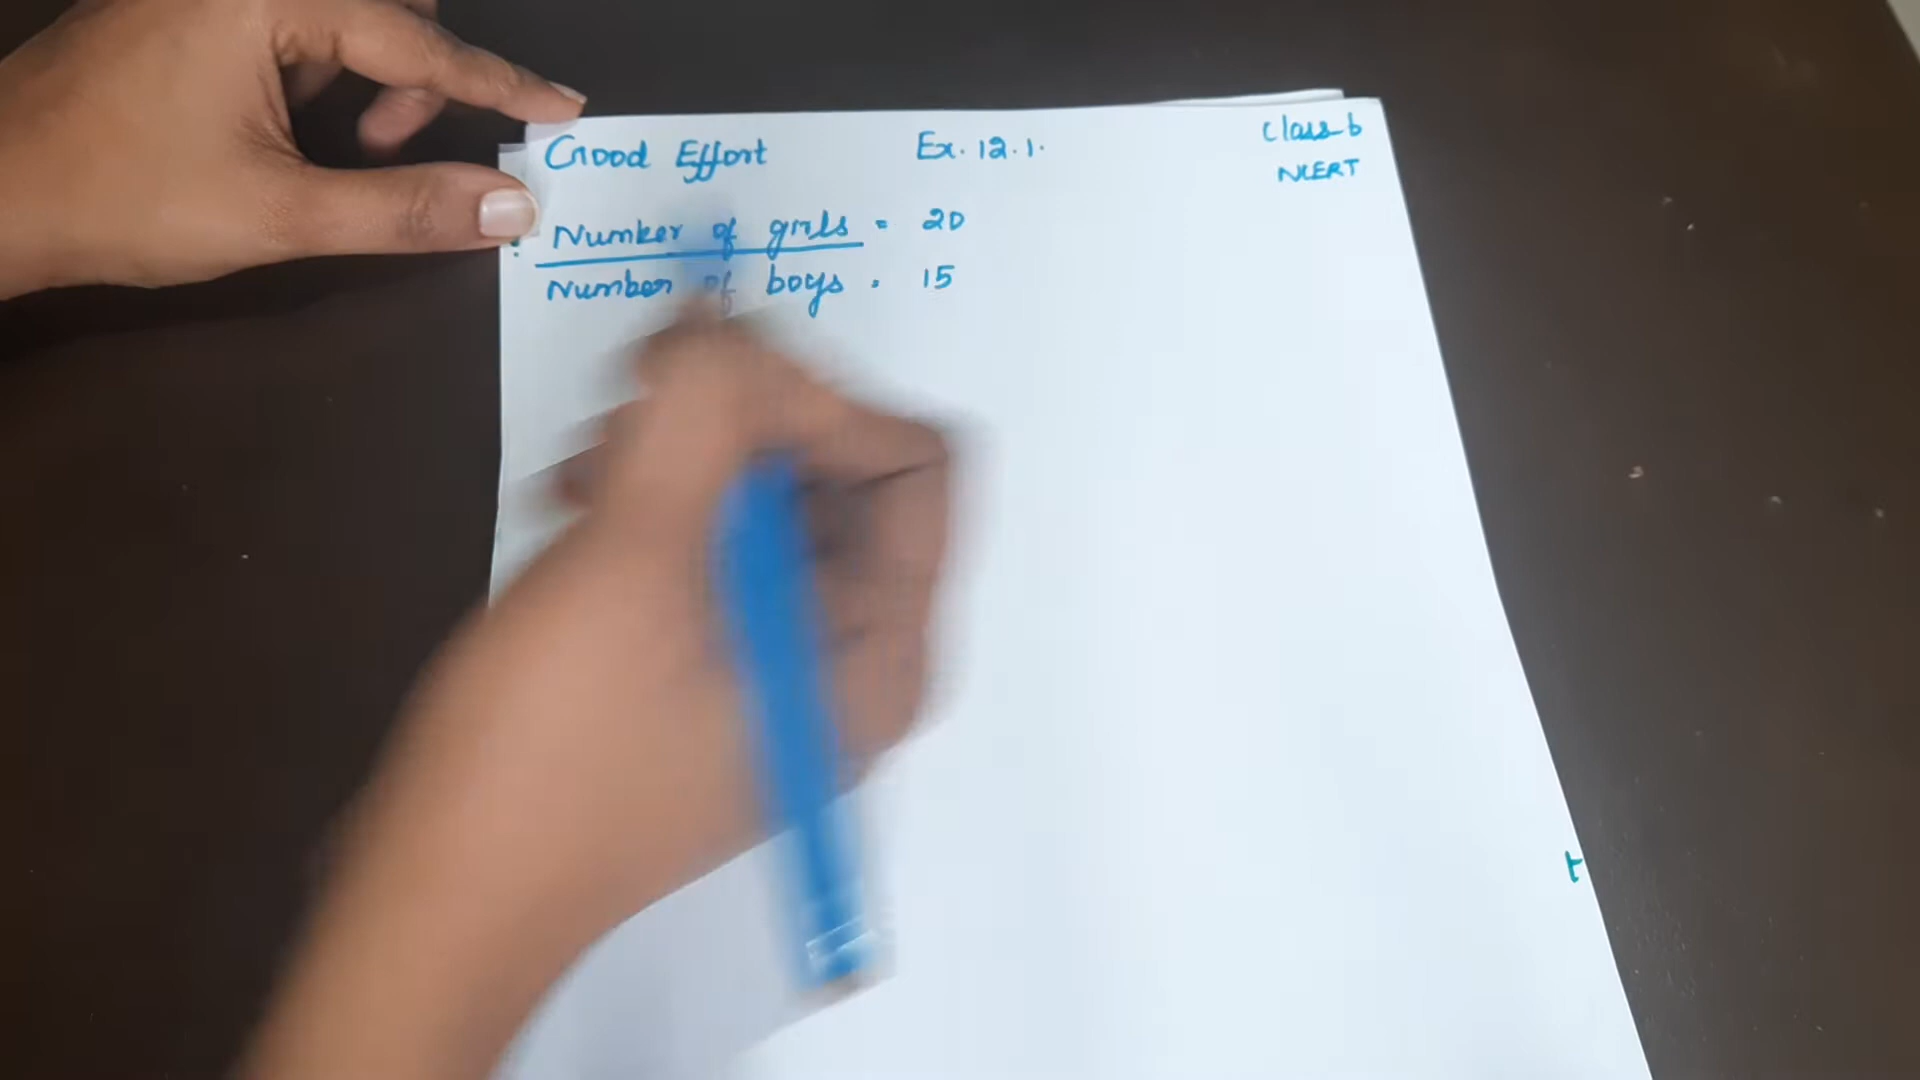 Good Effort Ex. 12.1. Class 6
NCERT
Number of girls = 20
Number of boys = 15
t